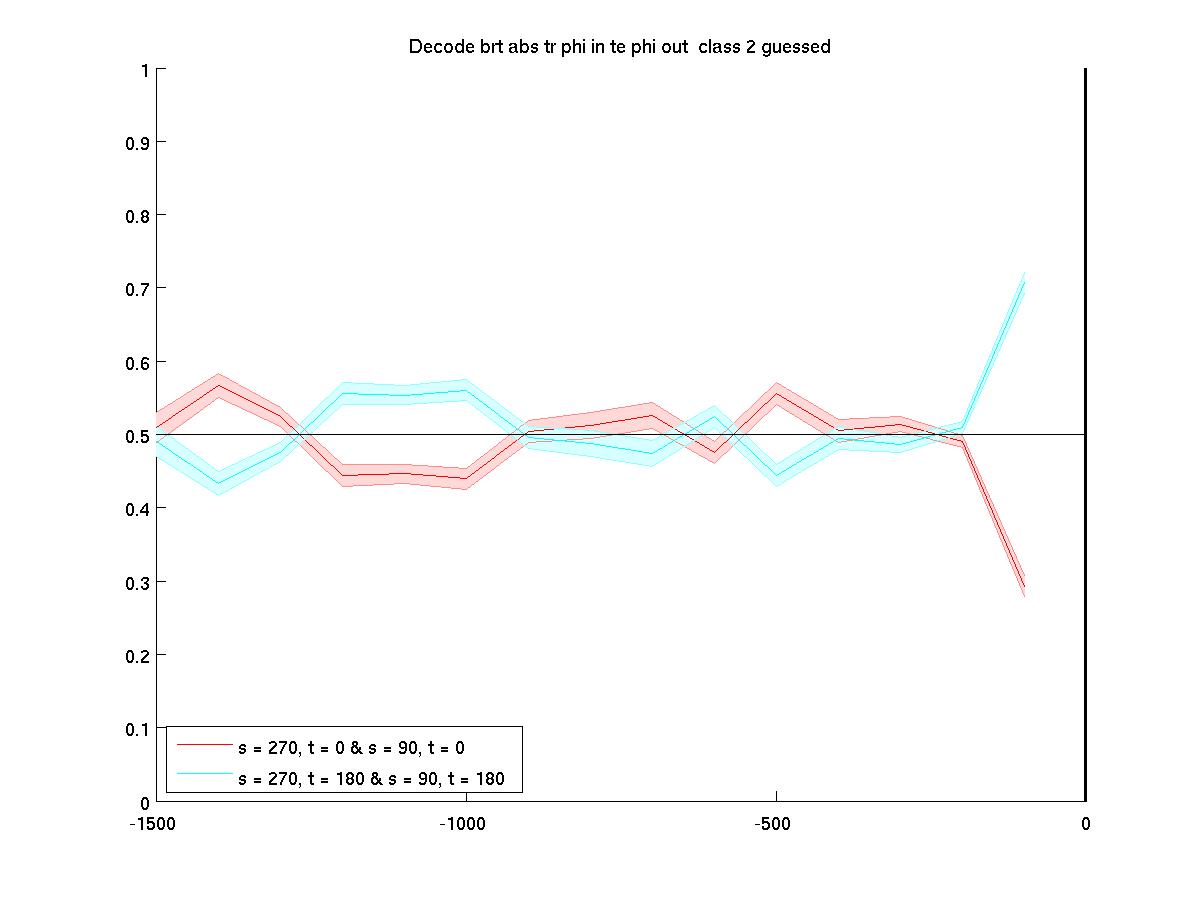 Decode brt abs tr phi in te phi out class 2 guessed
1
0.9
0.8
0.7
0.6
0.5
0.4
0.3
0.2
0.1
0
s = 270, t = 0 & s = 90, t = 0
s = 270, t = 180 & s = 90, t = 180
-1500 -1000 -500 0